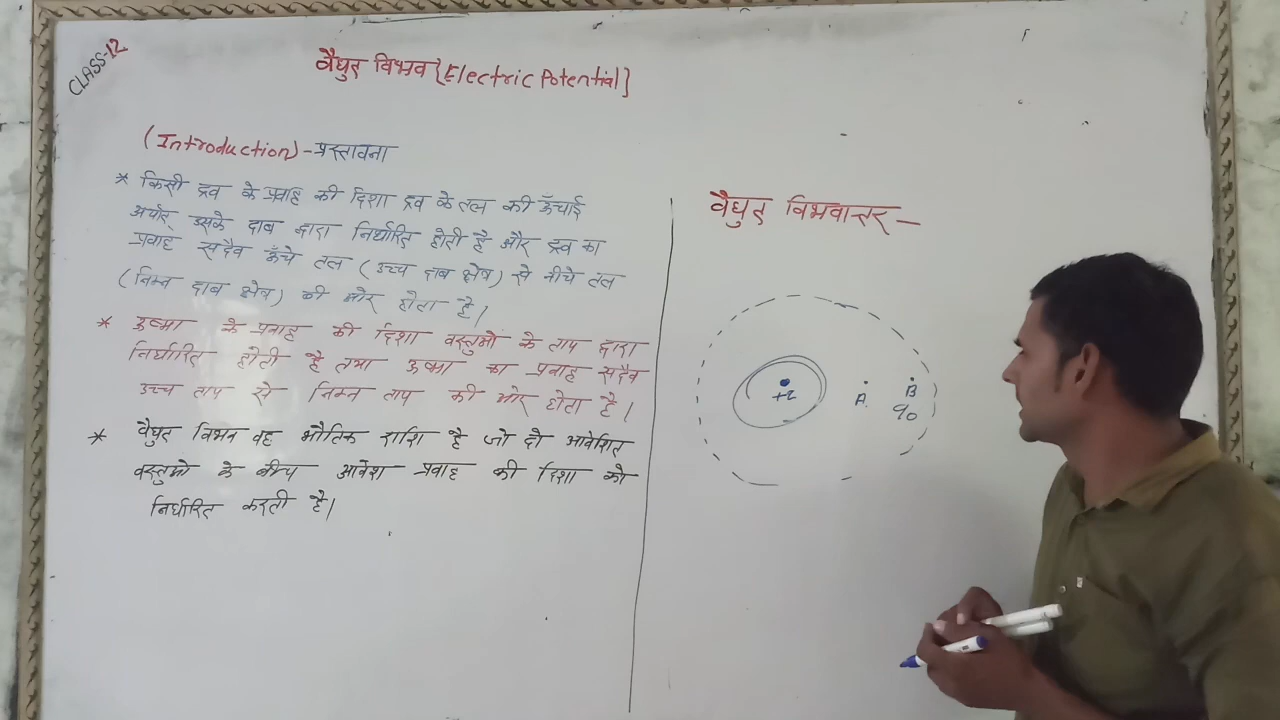 CLASS-12
वैधुत विभव {Electric Potential}
(Introduction) - प्रस्तावना
* किसी द्रव के प्रवाह की दिशा द्रव के तल की ऊँचाई
अर्थात् उसके दाब द्वारा निर्धारित होती है और द्रव का
प्रवाह सदैव ऊँचे तल (उच्च दाब क्षेत्र) से नीचे तल
(निम्न दाब क्षेत्र) की ओर होता है।
* ऊष्मा के प्रवाह की दिशा वस्तुओं के ताप द्वारा
निर्धारित होती है तथा ऊष्मा का प्रवाह सदैव
उच्च ताप से निम्न ताप की ओर होता है।
* वैधुत विभव वह भौतिक राशि है जो दो आवेशित
वस्तुओं के बीच आवेश प्रवाह की दिशा को
निर्धारित करती है।
वैधुत विभवान्तर -
A
B
q0